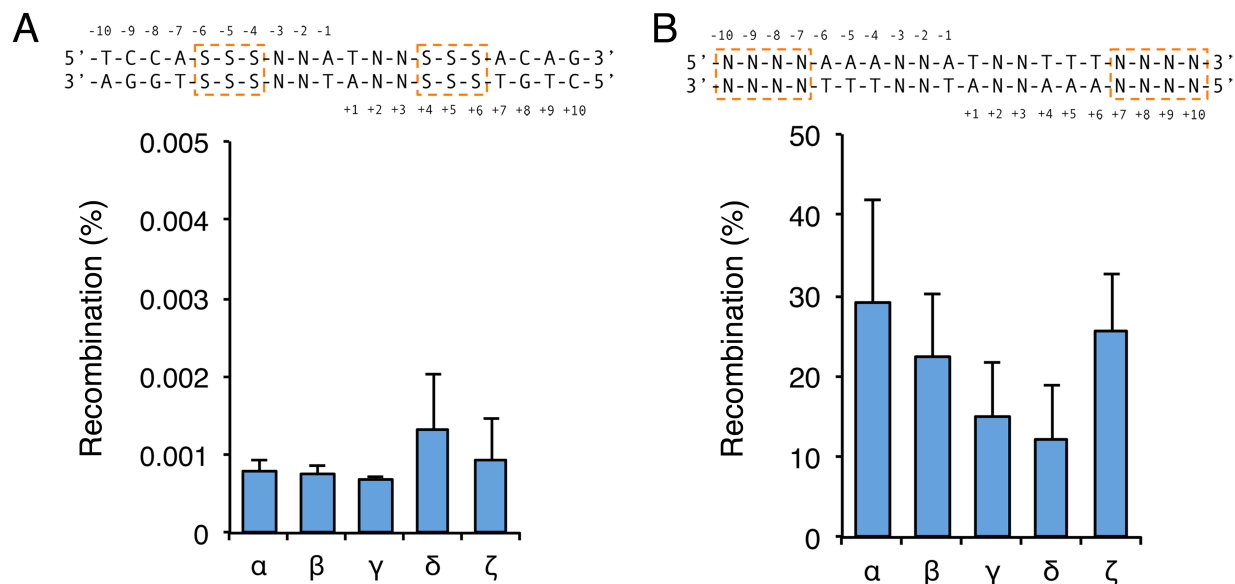 A
-10 -9 -8 -7 -6 -5 -4 -3 -2 -1
5’-T-C-C-A-S-S-S-N-N-A-T-N-N-S-S-S-A-C-A-G-3’
3’-A-G-G-T-S-S-S-N-N-T-A-N-N-S-S-S-T-G-T-C-5’
+1 +2 +3 +4 +5 +6 +7 +8 +9 +10
Recombination (%)
0.005
0.004
0.003
0.002
0.001
0
α β γ δ ζ
B
-10 -9 -8 -7 -6 -5 -4 -3 -2 -1
5’-N-N-N-N-A-A-A-N-N-A-T-N-N-T-T-T-N-N-N-N-3’
3’-N-N-N-N-T-T-T-N-N-T-A-N-N-A-A-A-N-N-N-N-5’
+1 +2 +3 +4 +5 +6 +7 +8 +9 +10
Recombination (%)
50
40
30
20
10
0
α β γ δ ζ